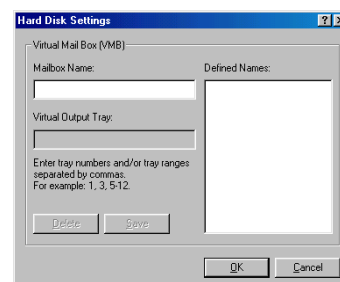 Hard Disk Settings
Virtual Mail Box (VMB)
Mailbox Name:
Defined Names:
Virtual Output Tray:
Enter tray numbers and/or tray ranges
separated by commas.
For example: 1, 3, 5-12.
Delete
Save
OK
Cancel